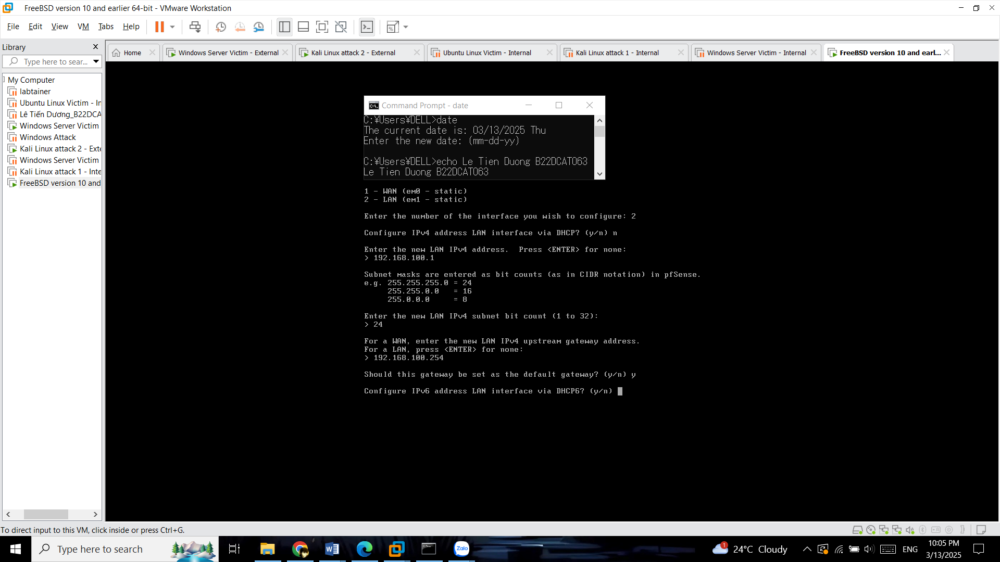 FreeBSD version 10 and earlier 64-bit - VMware Workstation
File Edit View VM Tabs Help
Library
Type here to sear...
My Computer
labtainer
Ubuntu Linux Victim - In
Lê Tiến Dương_B22DCA
Windows Server Victim
Windows Attack
Kali Linux attack 2 - Exte
Windows Server Victim
Kali Linux attack 1 - Inte
FreeBSD version 10 and
Home
Windows Server Victim - External
Kali Linux attack 2 - External
Ubuntu Linux Victim - Internal
Kali Linux attack 1 - Internal
Windows Server Victim - Internal
FreeBSD version 10 and earl...
Command Prompt - date
C:¥Users¥DELL>date
The current date is: 03/13/2025 Thu
Enter the new date: (mm-dd-yy)
C:¥Users¥DELL>echo Le Tien Duong B22DCAT063
Le Tien Duong B22DCAT063
1 - WAN (em0 - static)
2 - LAN (em1 - static)
Enter the number of the interface you wish to configure: 2
Configure IPv4 address LAN interface via DHCP? (y/n) n
Enter the new LAN IPv4 address.  Press <ENTER> for none:
> 192.168.100.1
Subnet masks are entered as bit counts (as in CIDR notation) in pfSense.
e.g. 255.255.255.0 = 24
255.255.0.0   = 16
255.0.0.0     = 8
Enter the new LAN IPv4 subnet bit count (1 to 32):
> 24
For a WAN, enter the new LAN IPv4 upstream gateway address.
For a LAN, press <ENTER> for none:
> 192.168.100.254
Should this gateway be set as the default gateway? (y/n) y
Configure IPv6 address LAN interface via DHCP6? (y/n)
To direct input to this VM, click inside or press Ctrl+G.
Type here to search
Zalo
1
24°C Cloudy
ENG
10:05 PM
3/13/2025